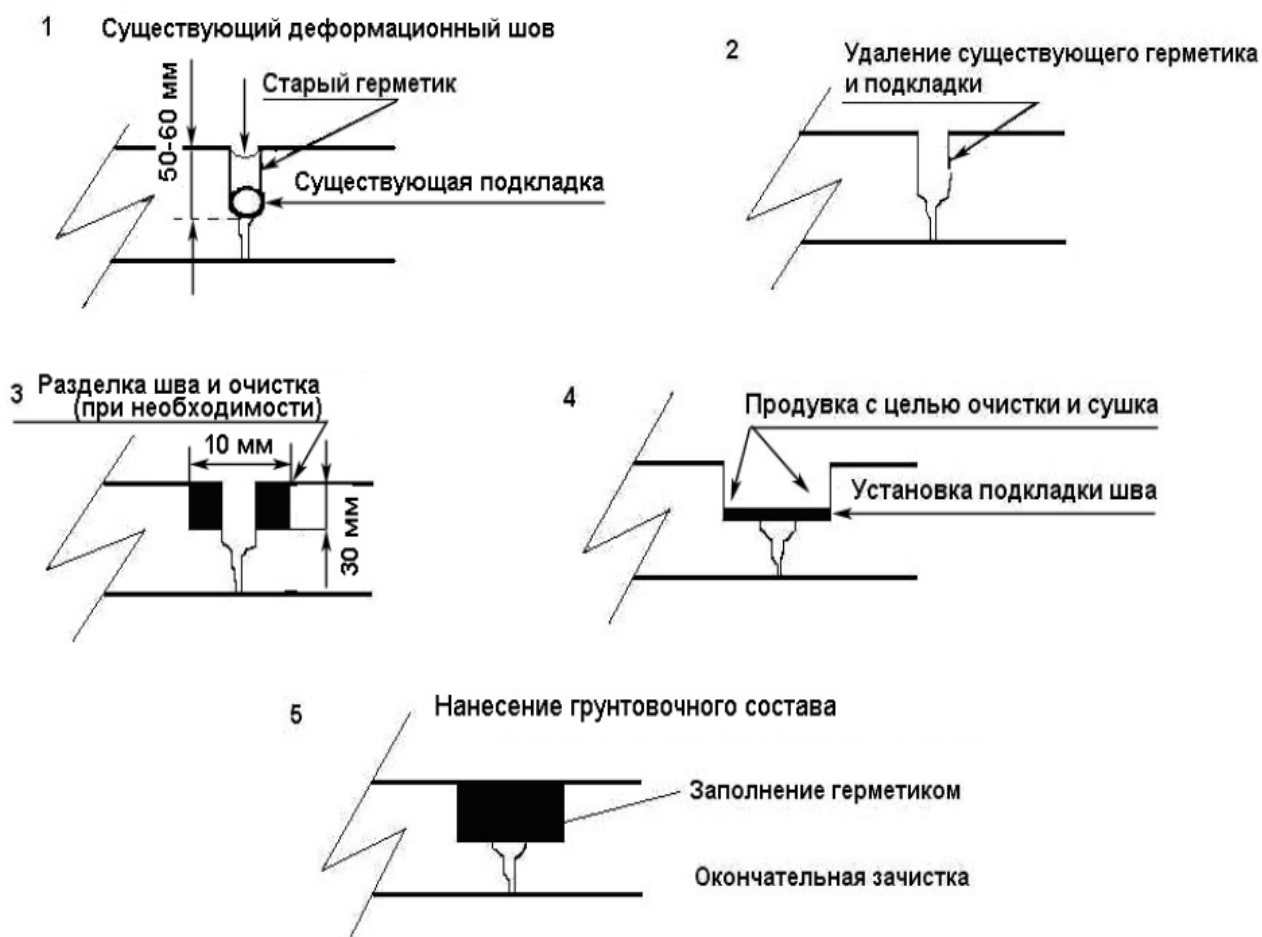 1
Существующий деформационный шов
Старый герметик
50-60 мм
Существующая подкладка
2
Удаление существующего герметика
и подкладки
3
Разделка шва и очистка
(при необходимости)
10 мм
30 мм
4
Продувка с целью очистки и сушка
Установка подкладки шва
5
Нанесение грунтовочного состава
Заполнение герметиком
Окончательная зачистка